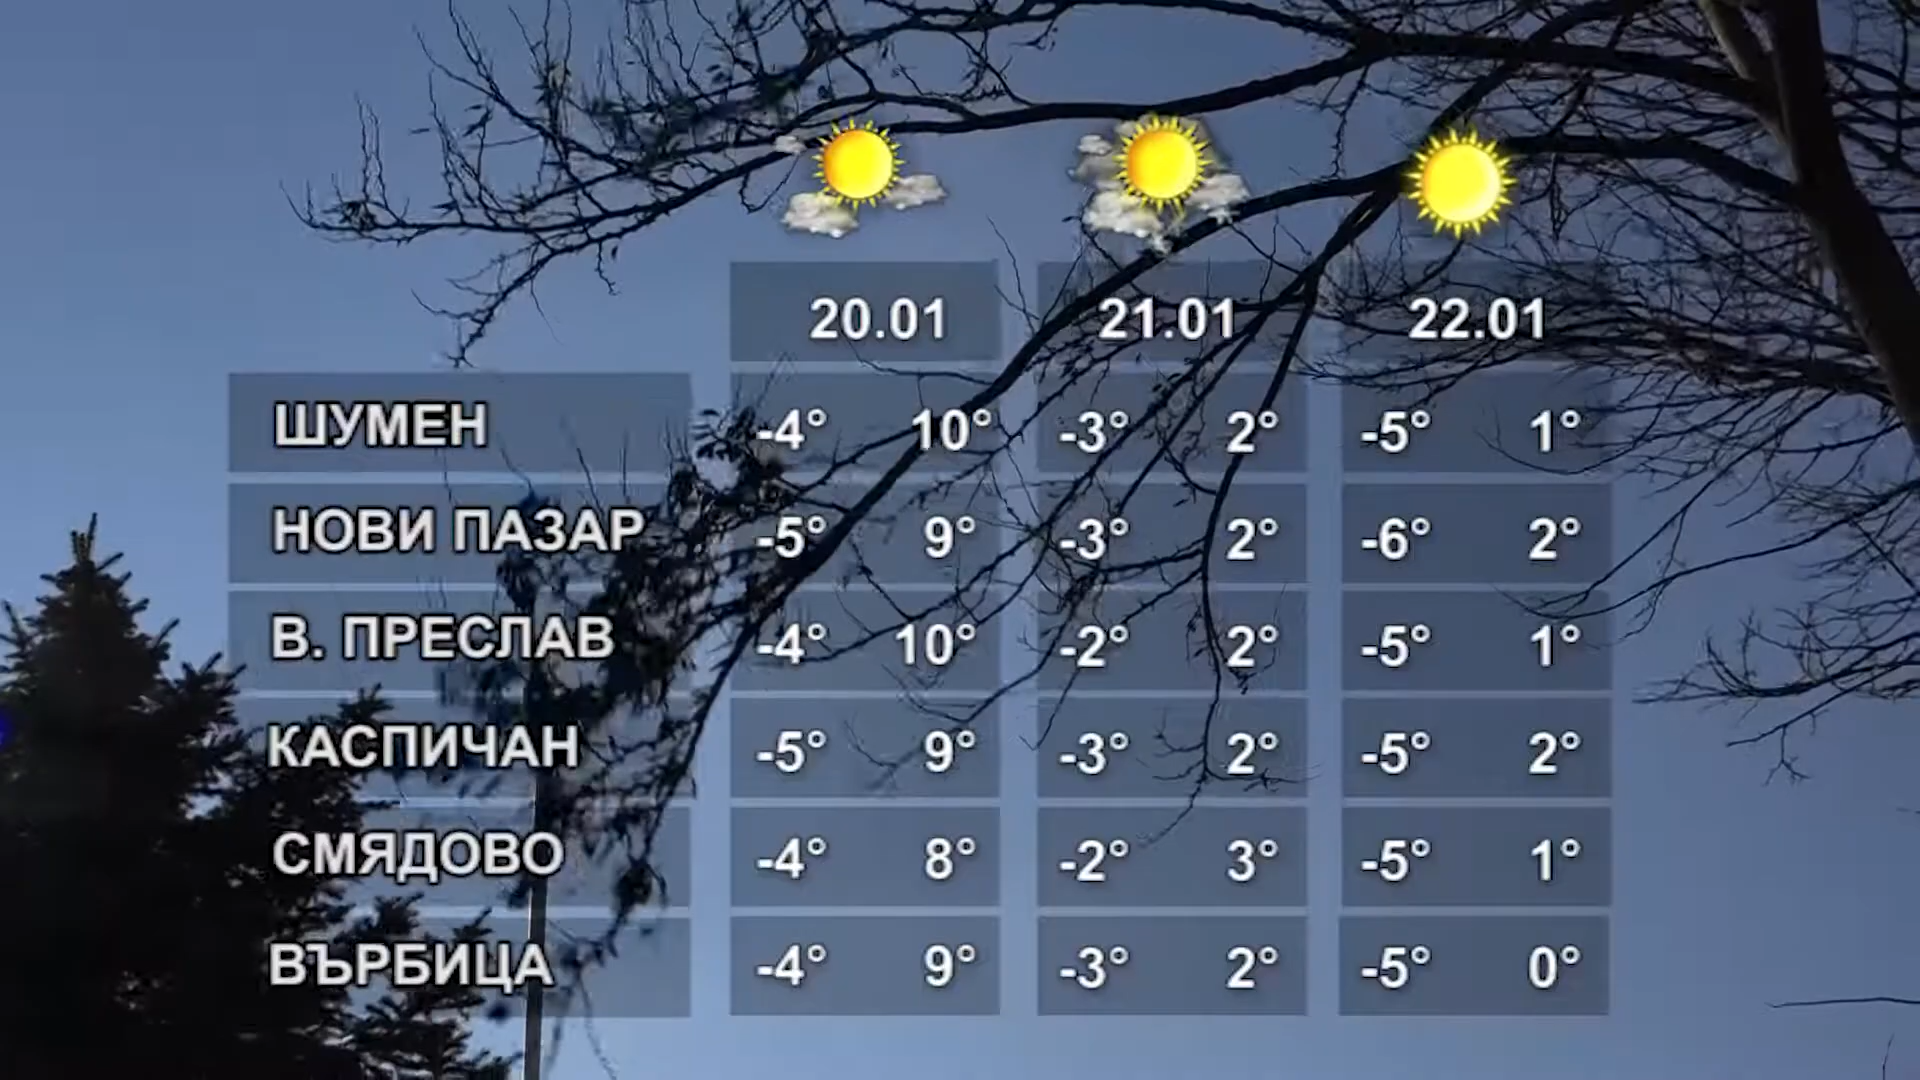 20.01 21.01 22.01
ШУМЕН -4° 10° -3° 2° -5° 1°
НОВИ ПАЗАР -5° 9° -3° 2° -6° 2°
В. ПРЕСЛАВ -4° 10° -2° 2° -5° 1°
КАСПИЧАН -5° 9° -3° 2° -5° 2°
СМЯДОВО -4° 8° -2° 3° -5° 1°
ВЪРБИЦА -4° 9° -3° 2° -5° 0°